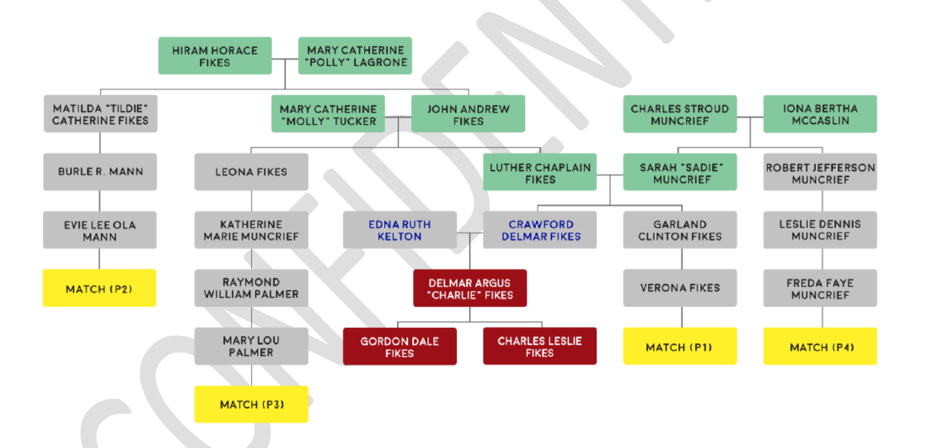 HIRAM HORACE
FIKES
MARY CATHERINE
"POLLY" LAGRONE
MATILDA "TILDIE"
CATHERINE FIKES
MARY CATHERINE
"MOLLY" TUCKER
JOHN ANDREW
FIKES
CHARLES STROUD
MUNCRIEF
IONA BERTHA
MCCASLIN
BURLE R. MANN
LEONA FIKES
LUTHER CHAPLAIN
FIKES
SARAH "SADIE"
MUNCRIEF
ROBERT JEFFERSON
MUNCRIEF
EVIE LEE OLA
MANN
KATHERINE
MARIE MUNCRIEF
EDNA RUTH
KELTON
CRAWFORD
DELMAR FIKES
GARLAND
CLINTON FIKES
LESLIE DENNIS
MUNCRIEF
MATCH (P2)
RAYMOND
WILLIAM PALMER
DELMAR ARGUS
"CHARLIE" FIKES
VERONA FIKES
FREDA FAYE
MUNCRIEF
MARY LOU
PALMER
GORDON DALE
FIKES
CHARLES LESLIE
FIKES
MATCH (P1)
MATCH (P4)
MATCH (P3)
CONFIDENTI